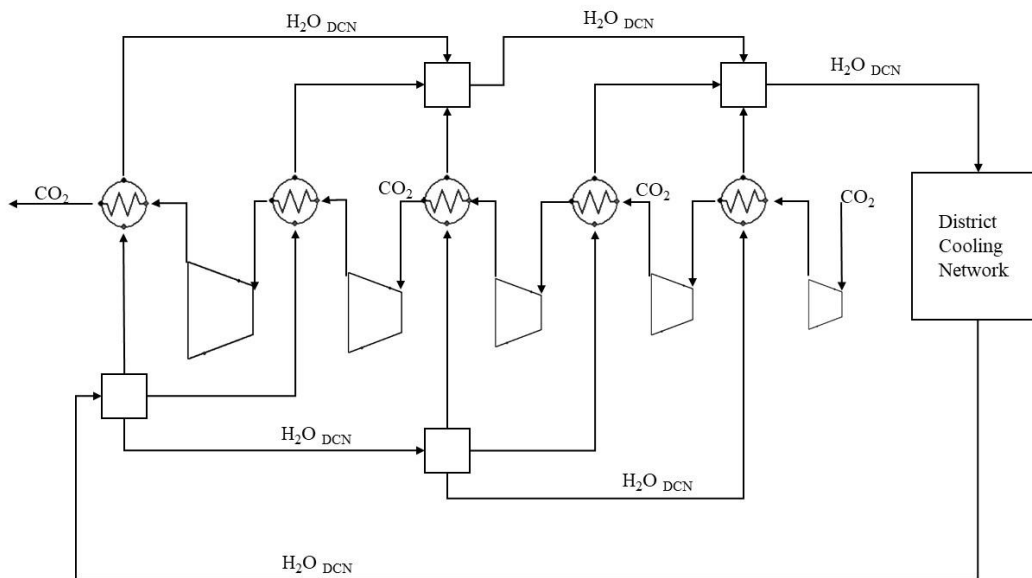 H₂O DCN
H₂O DCN
H₂O DCN
CO₂
CO₂
CO₂
CO₂
District
Cooling
Network
H₂O DCN
H₂O DCN
H₂O DCN